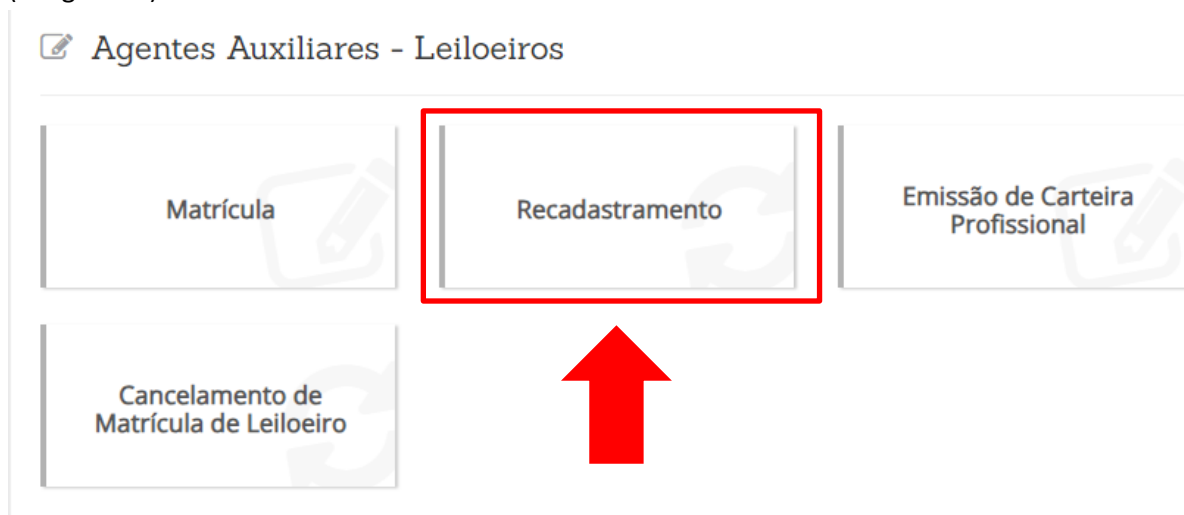 Agentes Auxiliares - Leiloeiros
Matrícula
Recadastramento
Emissão de Carteira
Profissional
Cancelamento de
Matrícula de Leiloeiro